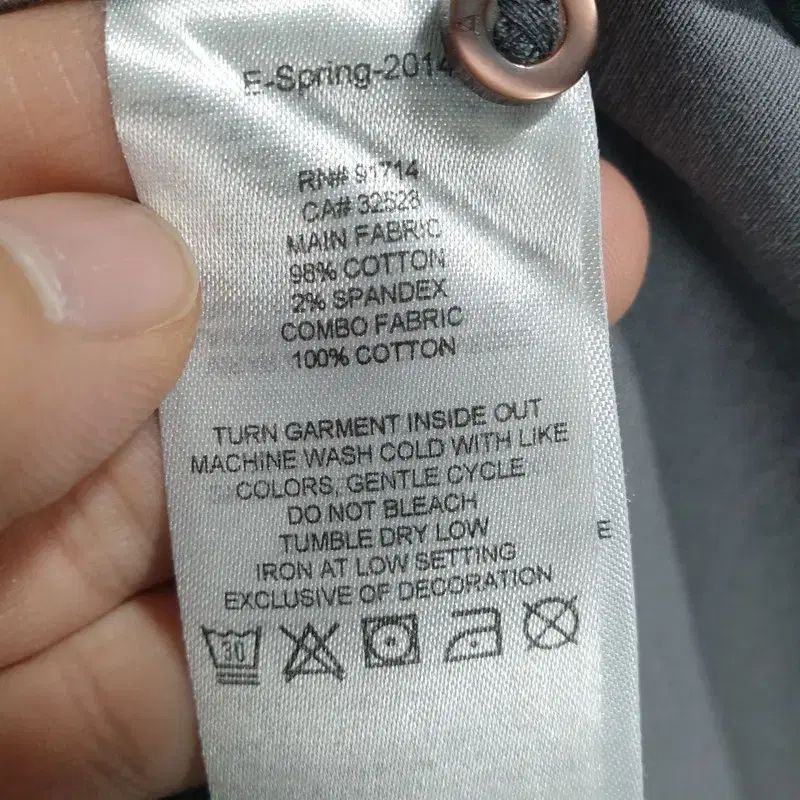 E-Spring-2014
RN# 91714
CA# 32528
MAIN FABRIC
98% COTTON
2% SPANDEX
COMBO FABRIC
100% COTTON
TURN GARMENT INSIDE OUT
MACHINE WASH COLD WITH LIKE
COLORS, GENTLE CYCLE
DO NOT BLEACH
TUMBLE DRY LOW
IRON AT LOW SETTING
EXCLUSIVE OF DECORATION
E
30